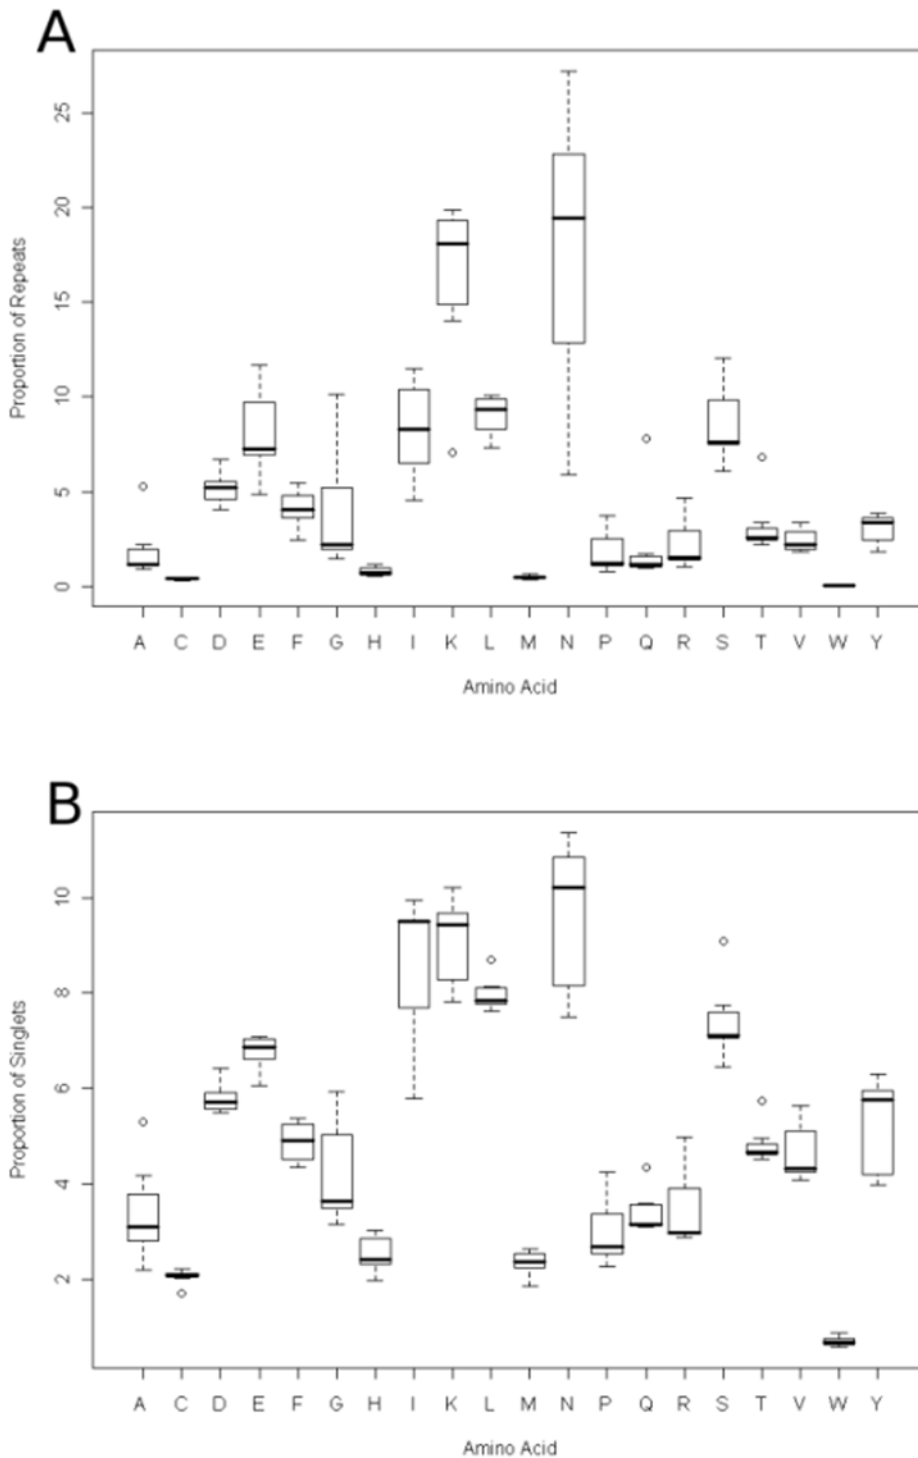 A
Proportion of Repeats
25
20
15
10
5
0
A C D E F G H I K L M N P Q R S T V W Y
Amino Acid
B
Proportion of Singlets
10
8
6
4
2
A C D E F G H I K L M N P Q R S T V W Y
Amino Acid